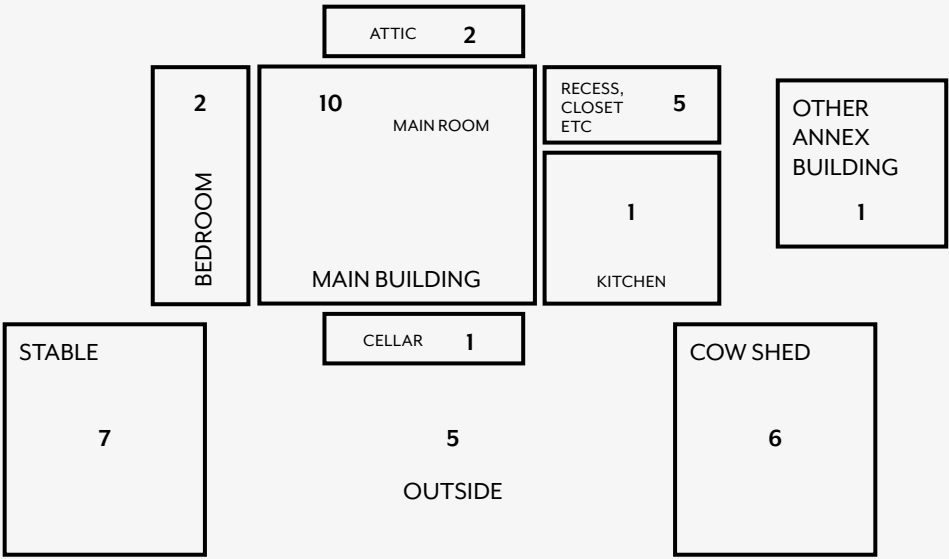 ATTIC 2
2
BEDROOM
10
MAIN ROOM
MAIN BUILDING
RECESS,
CLOSET 5
ETC
1
KITCHEN
OTHER
ANNEX
BUILDING
1
CELLAR 1
STABLE
7
5
OUTSIDE
COW SHED
6